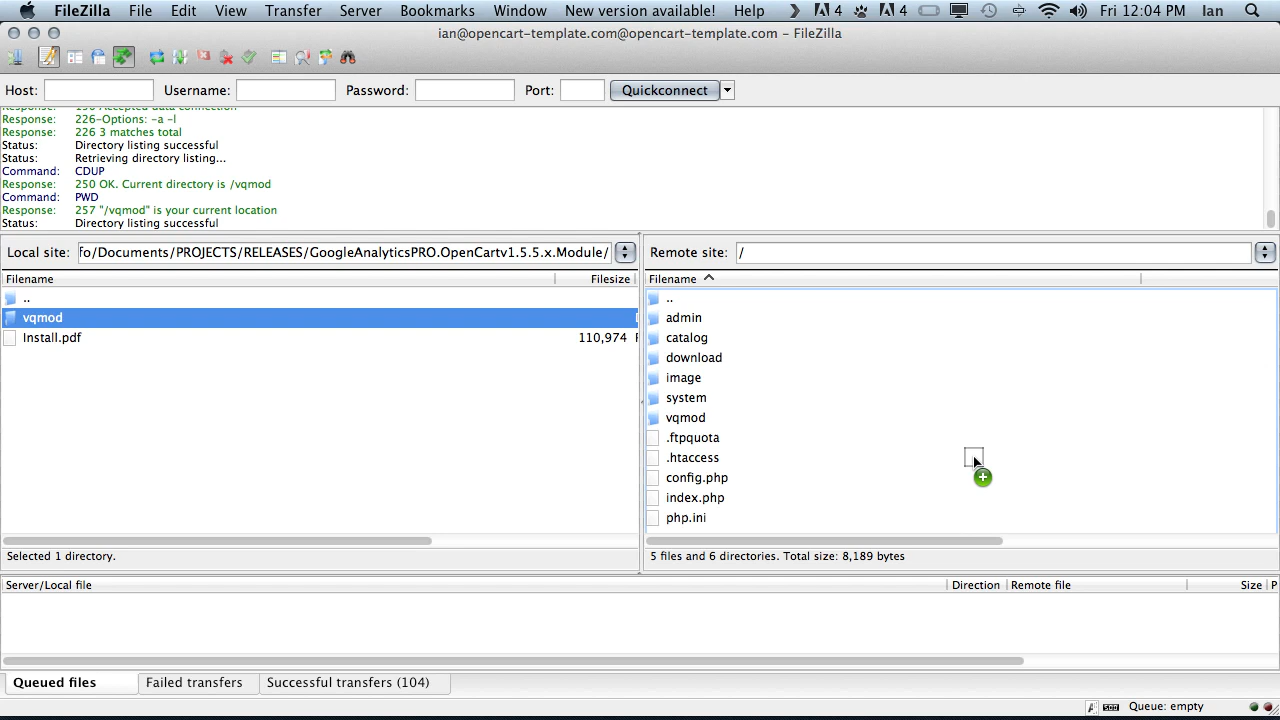 FileZilla File Edit View Transfer Server Bookmarks Window New version available! Help 4 4 Fri 12:04 PM Ian
ian@opencart-template.com@opencart-template.com - FileZilla
Host: Username: Password: Port: Quickconnect
Response: 150 Accepted data connection
Response: 226-Options: -a -l
Response: 226 3 matches total
Status: Directory listing successful
Status: Retrieving directory listing...
Command: CDUP
Response: 250 OK. Current directory is /vqmod
Command: PWD
Response: 257 "/vqmod" is your current location
Status: Directory listing successful
Local site: fo/Documents/PROJECTS/RELEASES/GoogleAnalyticsPRO.OpenCartv1.5.5.x.Module/
Filename Filesize
..
vqmod
Install.pdf 110,974
Selected 1 directory.
Remote site: /
Filename
..
admin
catalog
download
image
system
vqmod
.ftpquota
.htaccess
config.php
index.php
php.ini
5 files and 6 directories. Total size: 8,189 bytes
Server/Local file Direction Remote file Size P
Queued files Failed transfers Successful transfers (104)
Queue: empty